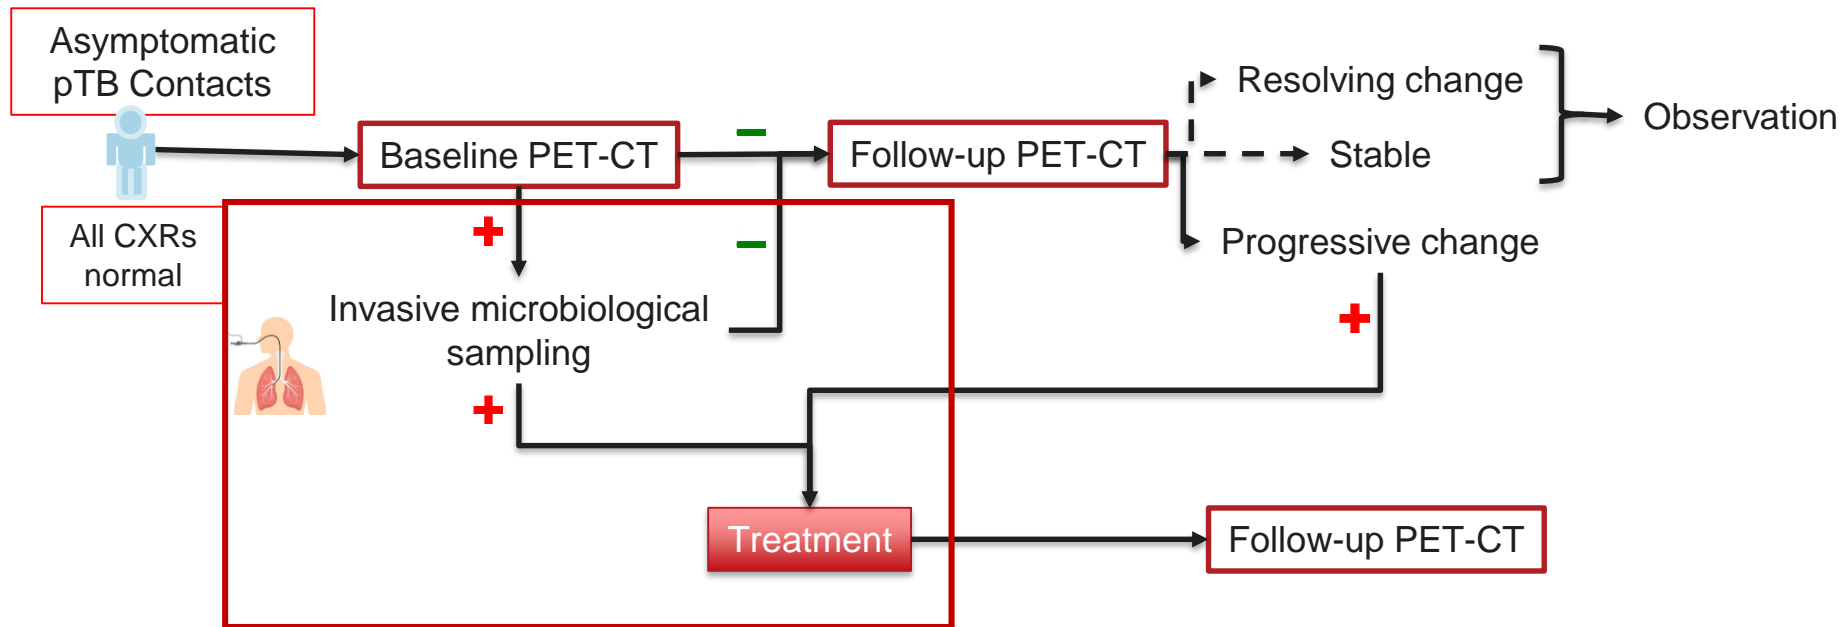 Asymptomatic
pTB Contacts
Resolving change
Observation
Baseline PET-CT
−
Follow-up PET-CT
Stable
All CXRs
normal
+
−
Progressive change
Invasive microbiological
sampling
+
+
Treatment
Follow-up PET-CT